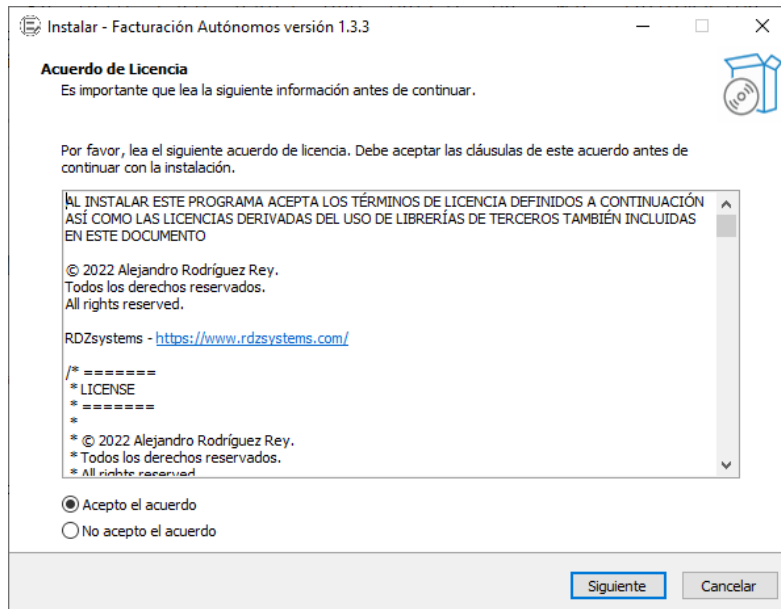 Instalar - Facturación Autónomos versión 1.3.3
Acuerdo de Licencia
Es importante que lea la siguiente información antes de continuar.
Por favor, lea el siguiente acuerdo de licencia. Debe aceptar las cláusulas de este acuerdo antes de
continuar con la instalación.
AL INSTALAR ESTE PROGRAMA ACEPTA LOS TÉRMINOS DE LICENCIA DEFINIDOS A CONTINUACIÓN
ASÍ COMO LAS LICENCIAS DERIVADAS DEL USO DE LIBRERÍAS DE TERCEROS TAMBIÉN INCLUIDAS
EN ESTE DOCUMENTO
© 2022 Alejandro Rodríguez Rey.
Todos los derechos reservados.
All rights reserved.
RDZsystems - https://www.rdzsystems.com/
/* =======
* LICENSE
* =======
*
* © 2022 Alejandro Rodríguez Rey.
* Todos los derechos reservados.
* All rights reserved
Acepto el acuerdo
No acepto el acuerdo
Siguiente
Cancelar